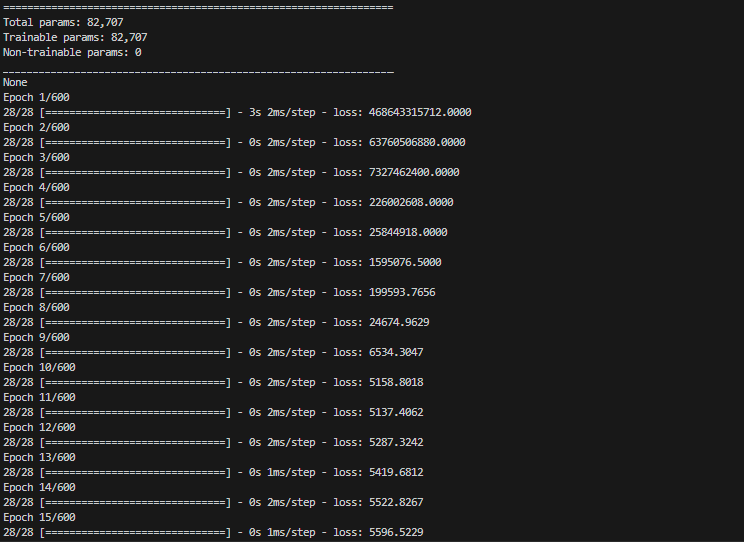 =================================================================
Total params: 82,707
Trainable params: 82,707
Non-trainable params: 0
_________________________________________________________________
None
Epoch 1/600
28/28 [==============================] - 3s 2ms/step - loss: 468643315712.0000
Epoch 2/600
28/28 [==============================] - 0s 2ms/step - loss: 63760506880.0000
Epoch 3/600
28/28 [==============================] - 0s 2ms/step - loss: 7327462400.0000
Epoch 4/600
28/28 [==============================] - 0s 2ms/step - loss: 226002608.0000
Epoch 5/600
28/28 [==============================] - 0s 2ms/step - loss: 25844918.0000
Epoch 6/600
28/28 [==============================] - 0s 2ms/step - loss: 1595076.5000
Epoch 7/600
28/28 [==============================] - 0s 2ms/step - loss: 199593.7656
Epoch 8/600
28/28 [==============================] - 0s 2ms/step - loss: 24674.9629
Epoch 9/600
28/28 [==============================] - 0s 2ms/step - loss: 6534.3047
Epoch 10/600
28/28 [==============================] - 0s 2ms/step - loss: 5158.8018
Epoch 11/600
28/28 [==============================] - 0s 2ms/step - loss: 5137.4062
Epoch 12/600
28/28 [==============================] - 0s 2ms/step - loss: 5287.3242
Epoch 13/600
28/28 [==============================] - 0s 1ms/step - loss: 5419.6812
Epoch 14/600
28/28 [==============================] - 0s 2ms/step - loss: 5522.8267
Epoch 15/600
28/28 [==============================] - 0s 1ms/step - loss: 5596.5229